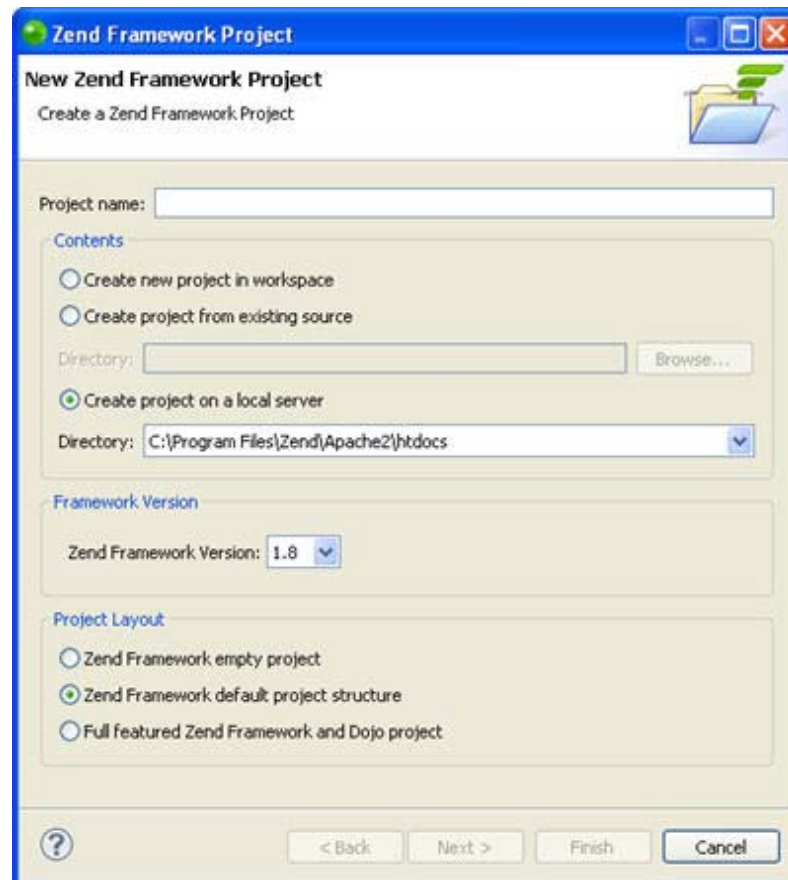 Zend Framework Project
New Zend Framework Project
Create a Zend Framework Project
Project name:
Contents
Create new project in workspace
Create project from existing source
Directory: Browse...
Create project on a local server
Directory: C:\Program Files\Zend\Apache2\htdocs
Framework Version
Zend Framework Version: 1.8
Project Layout
Zend Framework empty project
Zend Framework default project structure
Full featured Zend Framework and Dojo project
? < Back Next > Finish Cancel